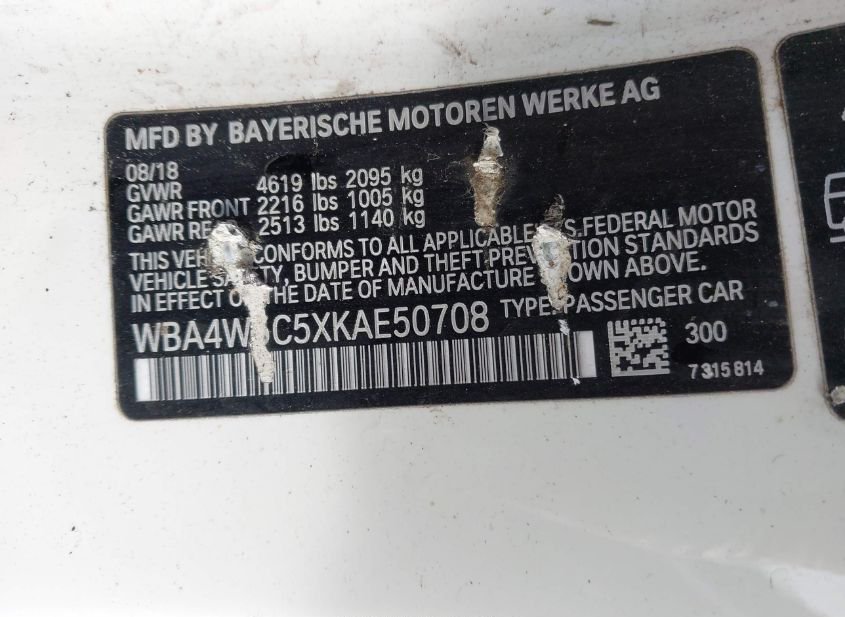 MFD BY BAYERISCHE MOTOREN WERKE AG
08/18
GVWR 4619 lbs 2095 kg
GAWR FRONT 2216 lbs 1005 kg
GAWR 2513 lbs 1140 kg
THIS CONFORMS TO ALL FEDERAL MOTOR
VEHICLE BUMPER AND STANDARDS
IN EFFECT THE DATE OF MANUFACTURE ABOVE.
TYPE: PASSENGER CAR
300
7315814